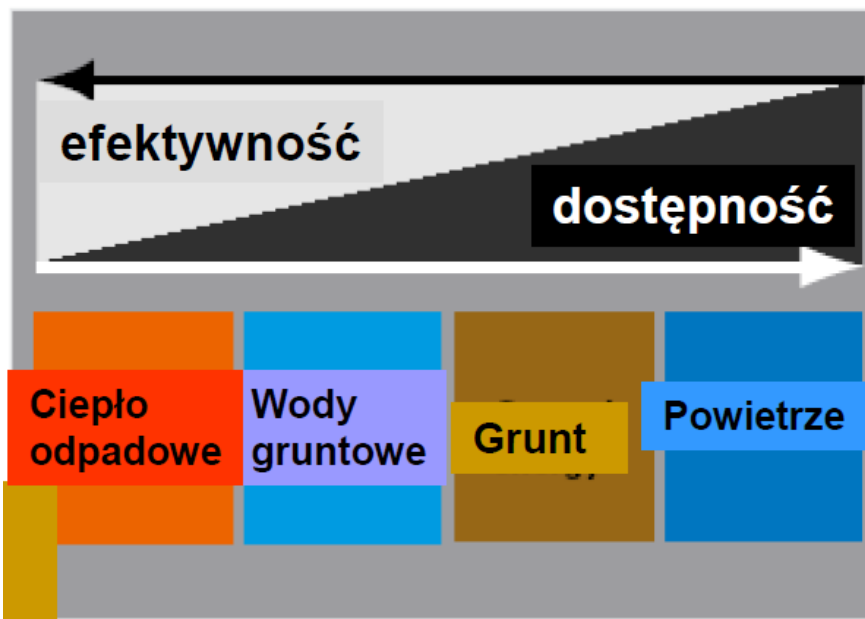 efektywność
dostępność
Ciepło
odpadowe
Wody
gruntowe
Grunt
Powietrze